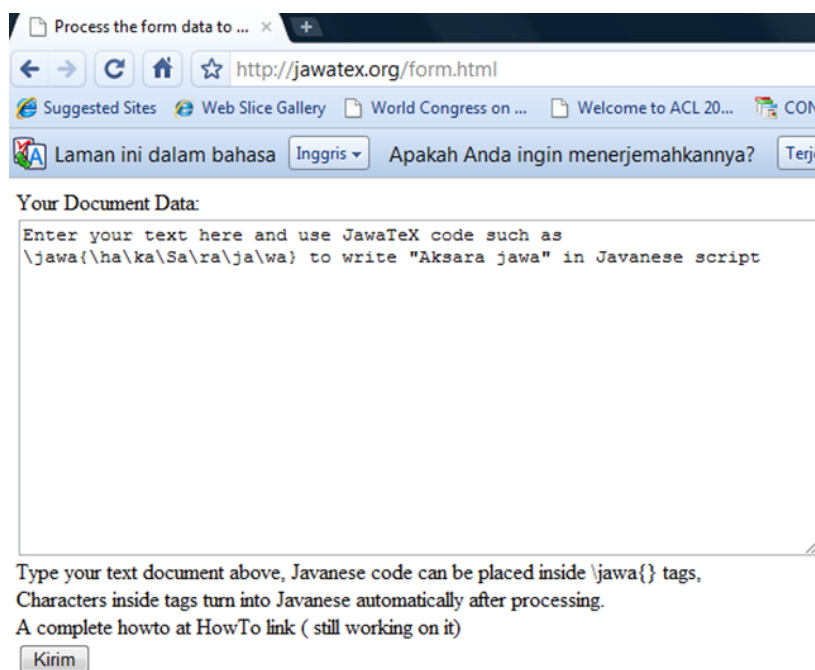 Process the form data to ...
http://jawatex.org/form.html
Suggested Sites Web Slice Gallery World Congress on ... Welcome to ACL 20... CON
Laman ini dalam bahasa Inggris Apakah Anda ingin menerjemahkannya? Terj
Your Document Data:
Enter your text here and use JawaTeX code such as
\jawa{\ha\ka\Sa\ra\ja\wa} to write "Aksara jawa" in Javanese script
Type your text document above, Javanese code can be placed inside \jawa{} tags,
Characters inside tags turn into Javanese automatically after processing.
A complete howto at HowTo link ( still working on it)
Kirim